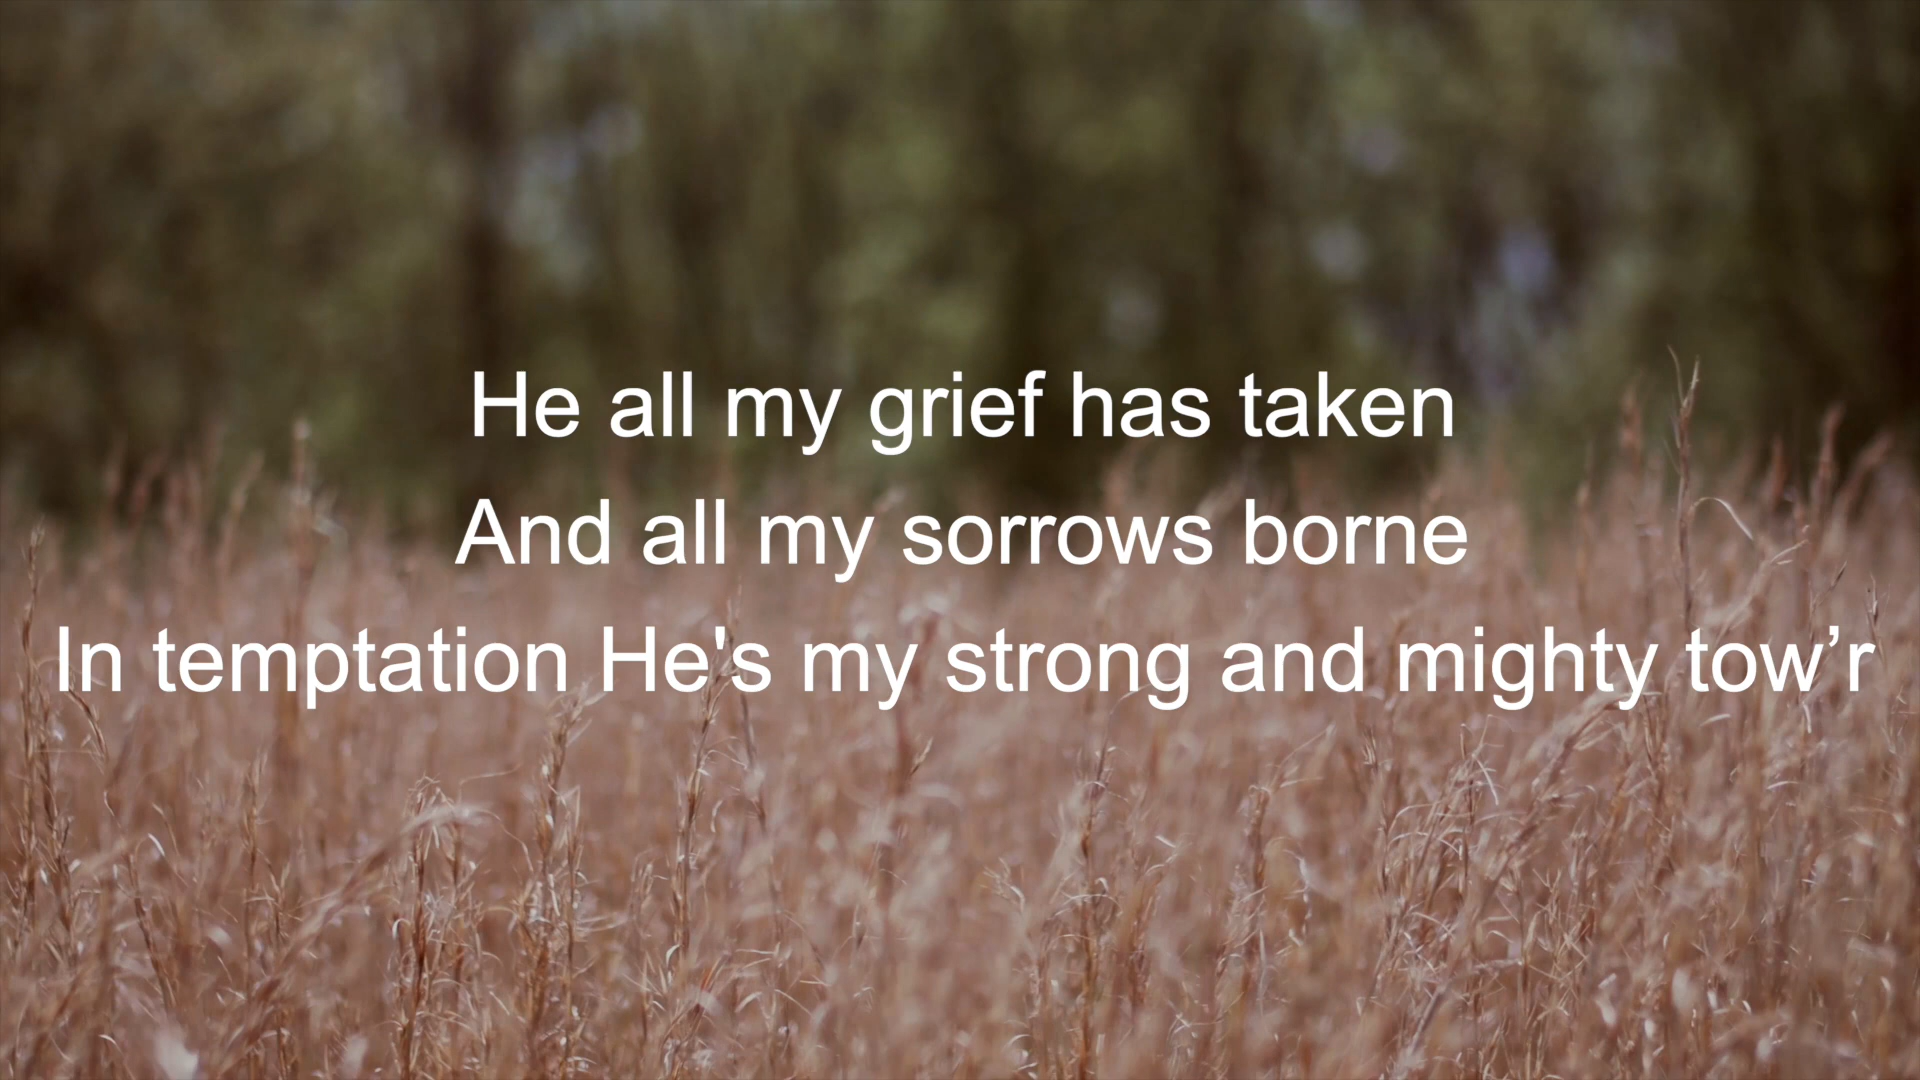 He all my grief has taken
And all my sorrows borne
In temptation He's my strong and mighty tow’r